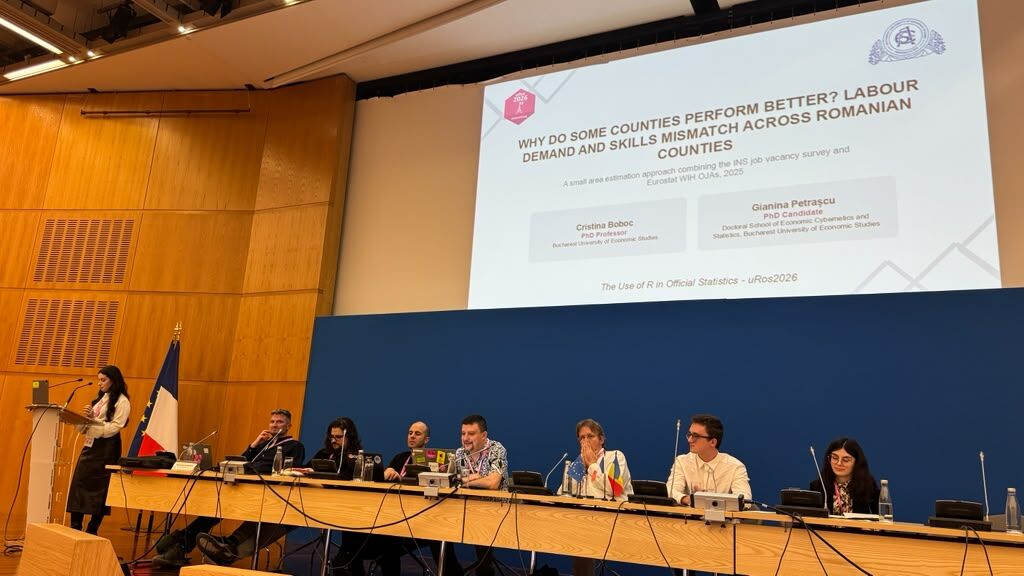 2026
WHY DO SOME COUNTIES PERFORM BETTER? LABOUR
DEMAND AND SKILLS MISMATCH ACROSS ROMANIAN
COUNTIES
A small area estimation approach combining the INS job vacancy survey and
Eurostat WIH OJAs, 2025
Cristina Boboc
PhD Professor
Bucharest University of Economic Studies
Gianina Petrașcu
PhD Candidate
Doctoral School of Economic Cybernetics and
Statistics, Bucharest University of Economic Studies
The Use of R in Official Statistics - uRos2026